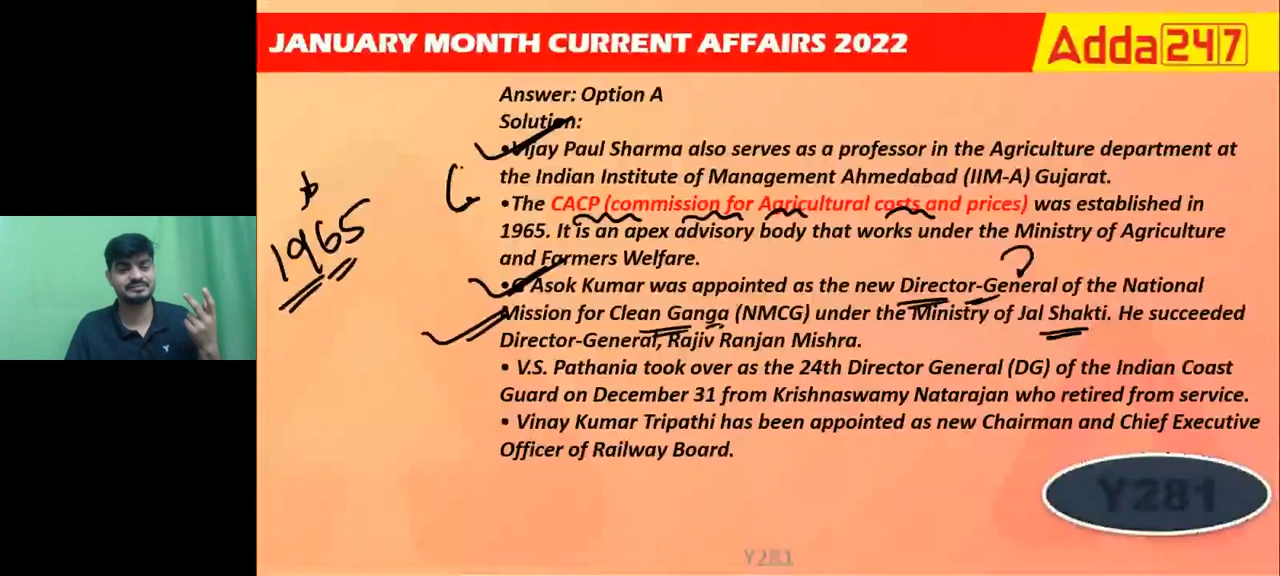 JANUARY MONTH CURRENT AFFAIRS 2022
Adda247
Answer: Option A
Solution:
•Vijay Paul Sharma also serves as a professor in the Agriculture department at
the Indian Institute of Management Ahmedabad (IIM-A) Gujarat.
•The CACP (commission for Agricultural costs and prices) was established in
1965. It is an apex advisory body that works under the Ministry of Agriculture
and Farmers Welfare.
•G Asok Kumar was appointed as the new Director-General of the National
Mission for Clean Ganga (NMCG) under the Ministry of Jal Shakti. He succeeded
Director-General, Rajiv Ranjan Mishra.
• V.S. Pathania took over as the 24th Director General (DG) of the Indian Coast
Guard on December 31 from Krishnaswamy Natarajan who retired from service.
• Vinay Kumar Tripathi has been appointed as new Chairman and Chief Executive
Officer of Railway Board.
1965
Y281
Y281